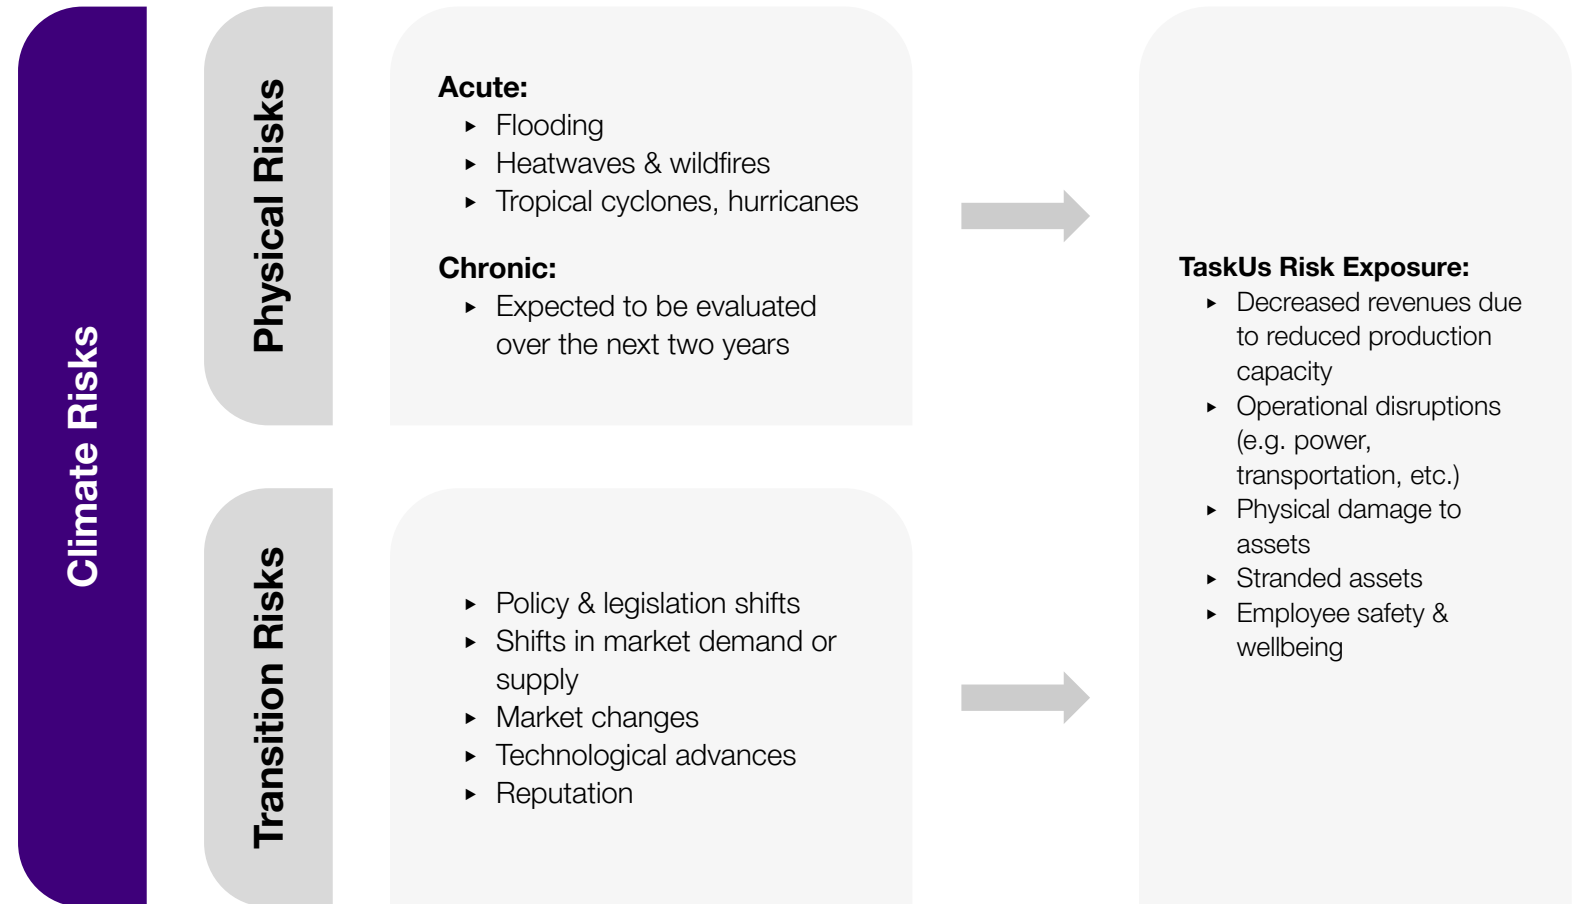 Climate Risks
Physical Risks
Acute:
▸ Flooding
▸ Heatwaves & wildfires
▸ Tropical cyclones, hurricanes
Chronic:
▸ Expected to be evaluated
over the next two years
Transition Risks
▸ Policy & legislation shifts
▸ Shifts in market demand or
supply
▸ Market changes
▸ Technological advances
▸ Reputation
TaskUs Risk Exposure:
▸ Decreased revenues due
to reduced production
capacity
▸ Operational disruptions
(e.g. power,
transportation, etc.)
▸ Physical damage to
assets
▸ Stranded assets
▸ Employee safety &
wellbeing